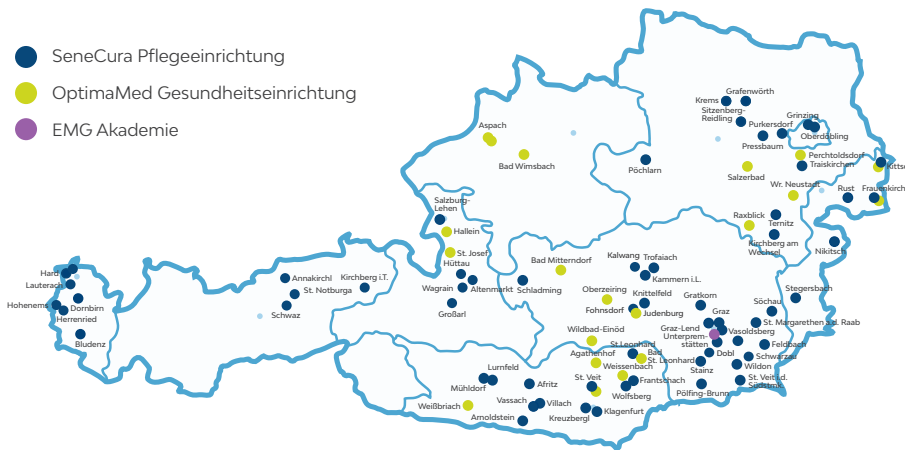 SeneCura Pflegeeinrichtung
OptimaMed Gesundheitseinrichtung
EMG Akademie
Grafenwörth
Krems
Sitzenberg-
Reidling
Purkersdorf
Grinzing
Oberdöbling
Pressbaum
Aspach
Bad Wimsbach
Pöchlarn
Perchtoldsdorf
Traiskirchen
Kittse
Salzerbad
Wr. Neustadt
Rust
Frauenkirch
Salzburg-
Lehen
Hallein
St. Josef
Raxblick
Ternitz
Kirchberg am
Wechsel
Nikitsch
Hüttau
Wagrain
Altenmarkt
Großarl
Schladming
Bad Mitterndorf
Kalwang
Trofaiach
Kammern i.L.
Hard
Lauterach
Hohenems
Dornbirn
Herrenried
Bludenz
Annakirchl
Kirchberg i.T.
St. Notburga
Schwaz
Oberzeiring
Knittelfeld
Fohnsdorf
Judenburg
Gratkorn
Söchau
Stegersbach
Graz
Graz-Lend
Vasoldsberg
St. Margarethen a.d. Raab
Unterprem-
stätten
Feldbach
Dobl
Schwarzau
Stainz
Wildon
St. Veit i.d.
Südstmk.
Pölfing-Brunn
Wildbad-Einöd
St.Leonhard
Agathenhof
Bad
St. Leonhard
Weissenbach
St. Veit
Frantschach
Wolfsberg
Lurnfeld
Mühldorf
Afritz
Vassach
Villach
Weißbriach
Arnoldstein
Kreuzbergl
Klagenfurt